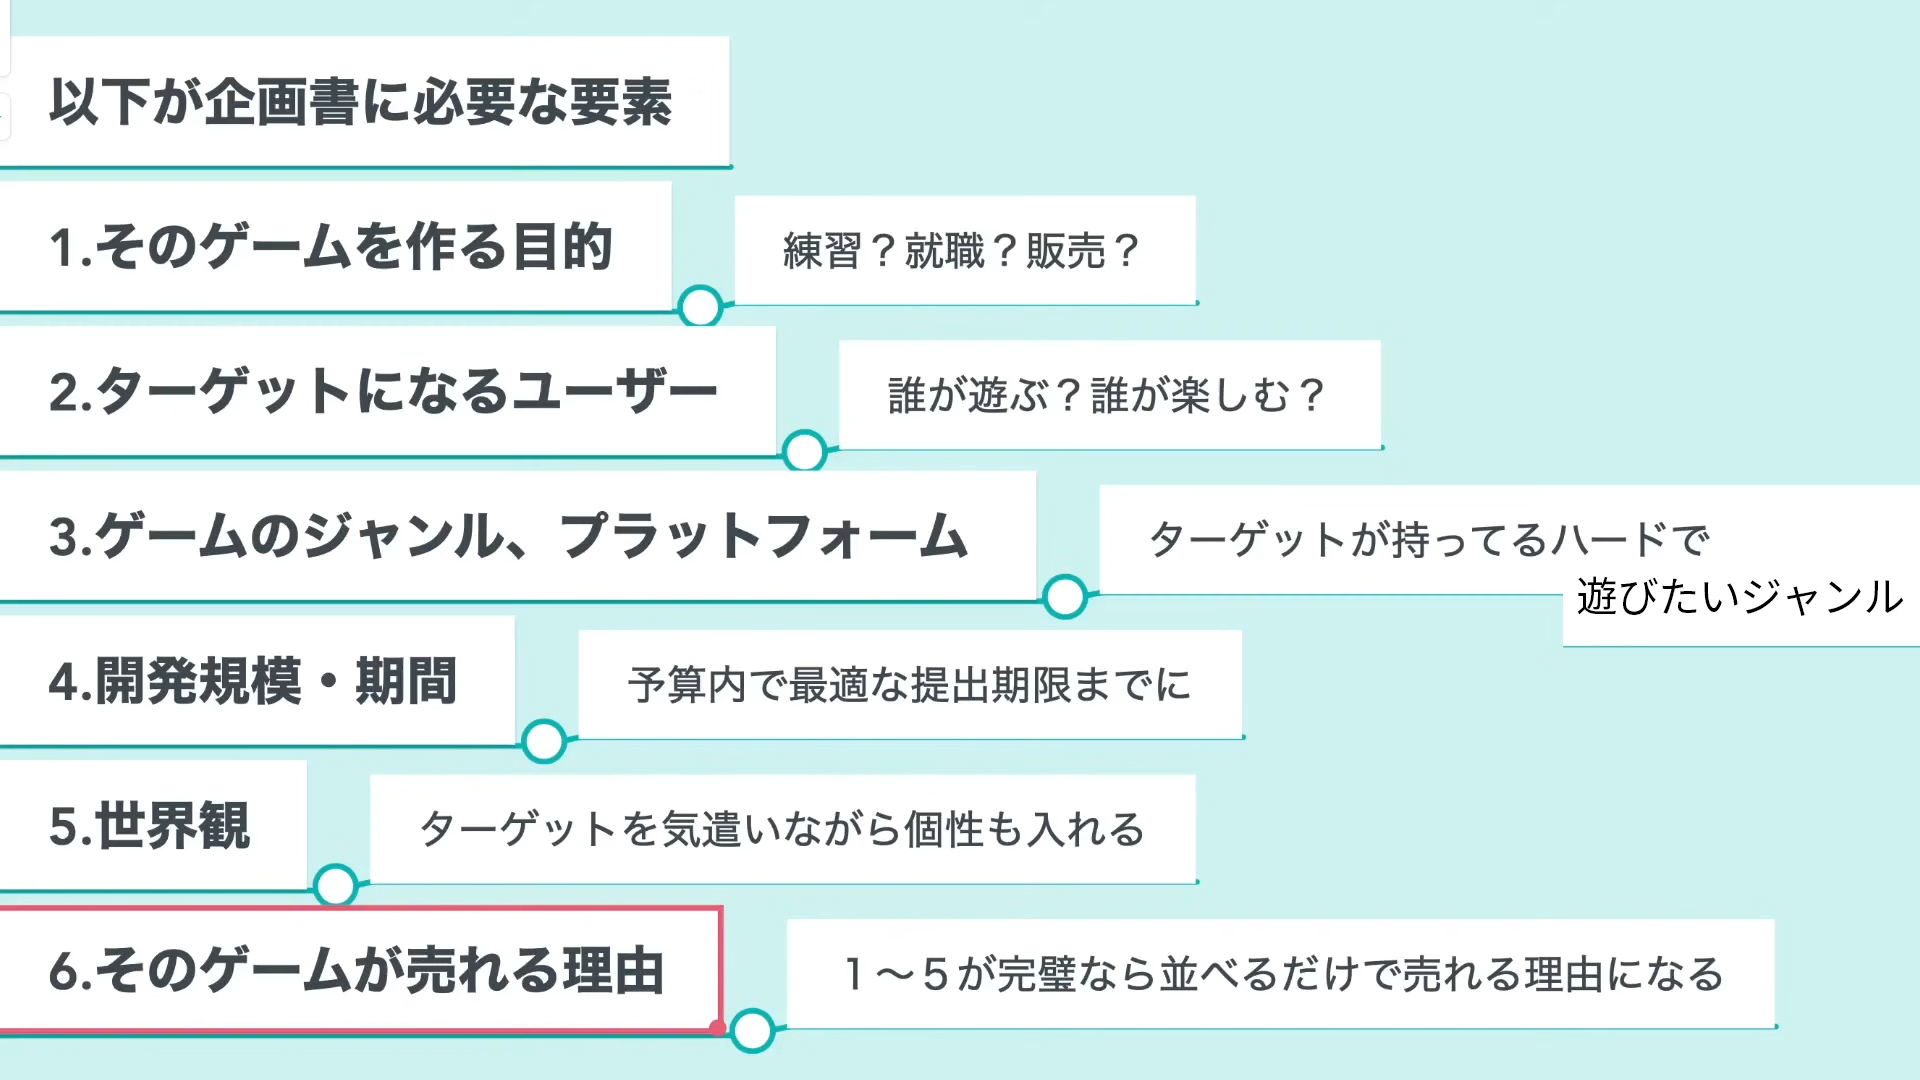 以下が企画書に必要な要素
1.そのゲームを作る目的
練習？就職？販売？
2.ターゲットになるユーザー
誰が遊ぶ？誰が楽しむ？
3.ゲームのジャンル、プラットフォーム
ターゲットが持ってるハードで
遊びたいジャンル
4.開発規模・期間
予算内で最適な提出期限までに
5.世界観
ターゲットを気遣いながら個性も入れる
6.そのゲームが売れる理由
１～５が完璧なら並べるだけで売れる理由になる